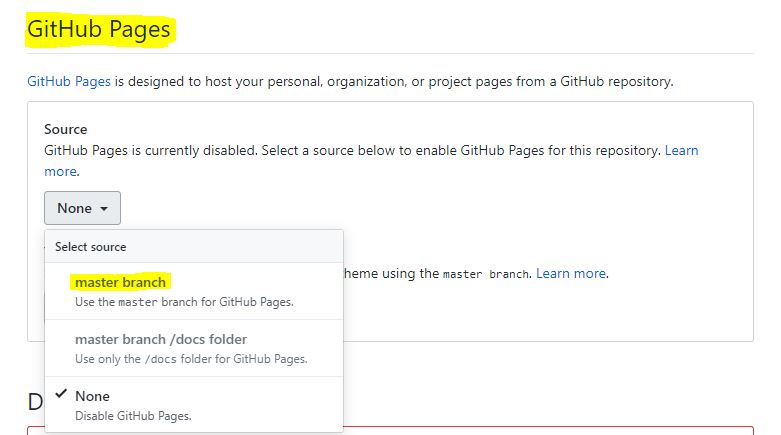 GitHub Pages
GitHub Pages is designed to host your personal, organization, or project pages from a GitHub repository.
Source
GitHub Pages is currently disabled. Select a source below to enable GitHub Pages for this repository. Learn
more.
None
Select source
heme using the master branch. Learn more.
master branch
Use the master branch for GitHub Pages.
master branch /docs folder
Use only the /docs folder for GitHub Pages.
None
Disable GitHub Pages.
D